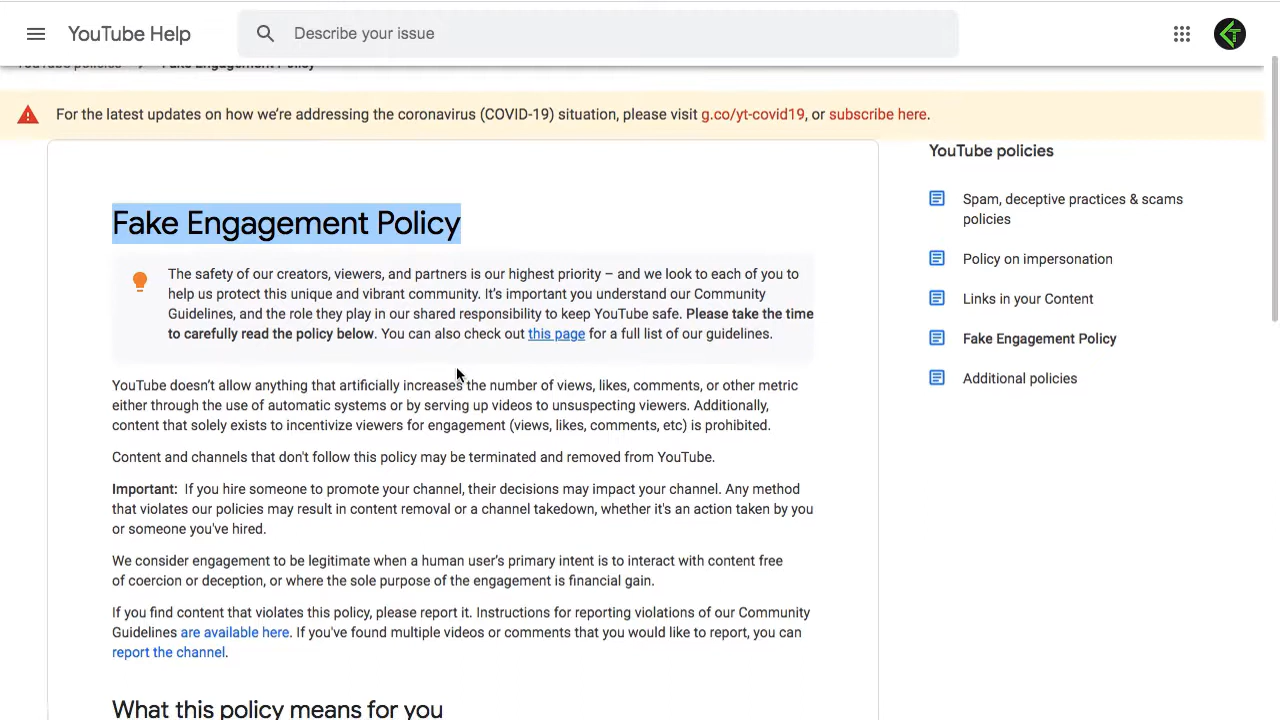 YouTube Help
Describe your issue
YouTube policies > Fake Engagement Policy
For the latest updates on how we're addressing the coronavirus (COVID-19) situation, please visit g.co/yt-covid19, or subscribe here.
Fake Engagement Policy
The safety of our creators, viewers, and partners is our highest priority – and we look to each of you to
help us protect this unique and vibrant community. It's important you understand our Community
Guidelines, and the role they play in our shared responsibility to keep YouTube safe. Please take the time
to carefully read the policy below. You can also check out this page for a full list of our guidelines.
YouTube doesn't allow anything that artificially increases the number of views, likes, comments, or other metric
either through the use of automatic systems or by serving up videos to unsuspecting viewers. Additionally,
content that solely exists to incentivize viewers for engagement (views, likes, comments, etc) is prohibited.
Content and channels that don't follow this policy may be terminated and removed from YouTube.
Important: If you hire someone to promote your channel, their decisions may impact your channel. Any method
that violates our policies may result in content removal or a channel takedown, whether it's an action taken by you
or someone you've hired.
We consider engagement to be legitimate when a human user's primary intent is to interact with content free
of coercion or deception, or where the sole purpose of the engagement is financial gain.
If you find content that violates this policy, please report it. Instructions for reporting violations of our Community
Guidelines are available here. If you've found multiple videos or comments that you would like to report, you can
report the channel.
What this policy means for you
YouTube policies
Spam, deceptive practices & scams
policies
Policy on impersonation
Links in your Content
Fake Engagement Policy
Additional policies